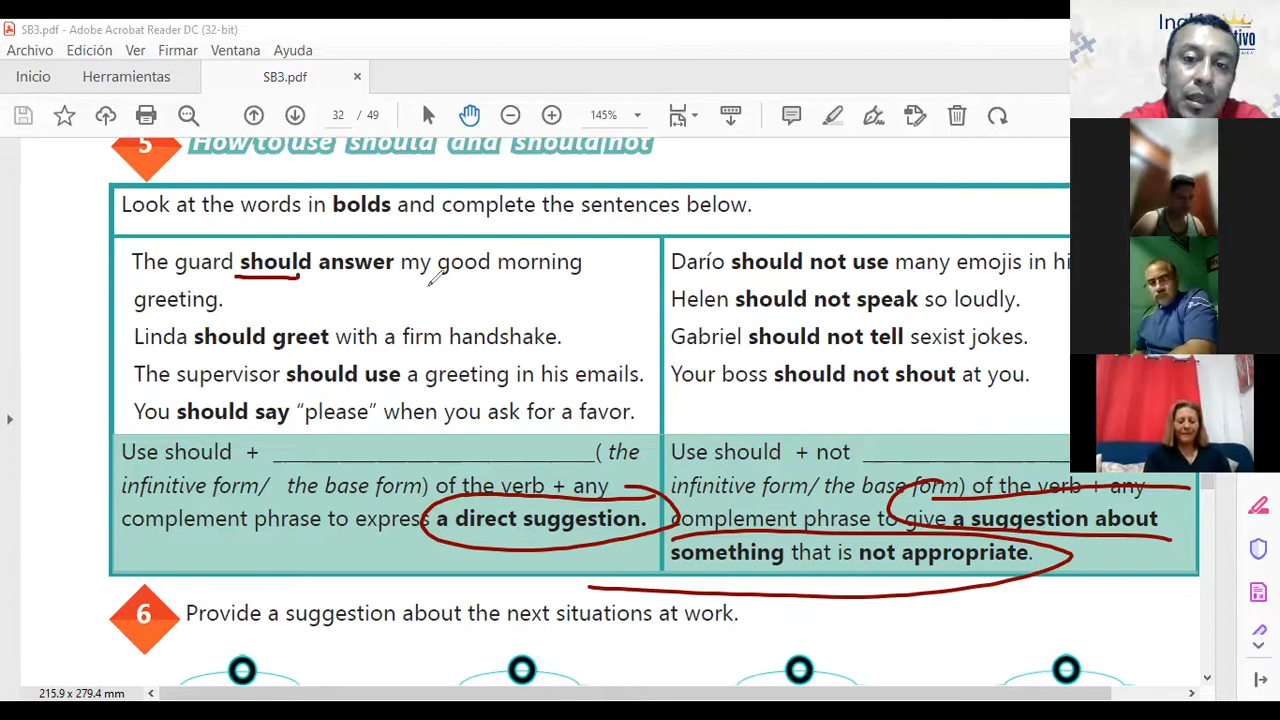 SB3.pdf - Adobe Acrobat Reader DC (32-bit)
Archivo Edición Ver Firmar Ventana Ayuda
Inicio Herramientas SB3.pdf ×
32 / 49 145%
5 How to use should and should not
Look at the words in bolds and complete the sentences below.
The guard should answer my good morning
greeting.
Linda should greet with a firm handshake.
The supervisor should use a greeting in his emails.
You should say “please” when you ask for a favor.
Darío should not use many emojis in hi
Helen should not speak so loudly.
Gabriel should not tell sexist jokes.
Your boss should not shout at you.
Use should + ______________________________( the
infinitive form/ the base form) of the verb + any
complement phrase to express a direct suggestion.
Use should + not ____________________
infinitive form/ the base form) of the verb + any
complement phrase to give a suggestion about
something that is not appropriate.
6 Provide a suggestion about the next situations at work.
215.9 x 279.4 mm